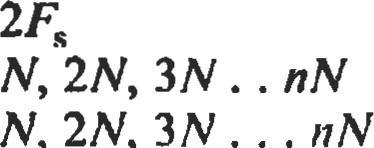 2Fs
N, 2N, 3N . . nN
N, 2N, 3N . . . nN